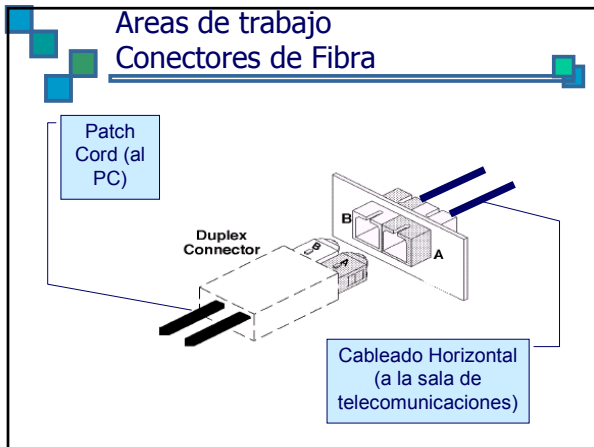 Areas de trabajo
Conectores de Fibra
Patch
Cord (al
PC)
Duplex
Connector
B
A
B
A
Cableado Horizontal
(a la sala de
telecomunicaciones)